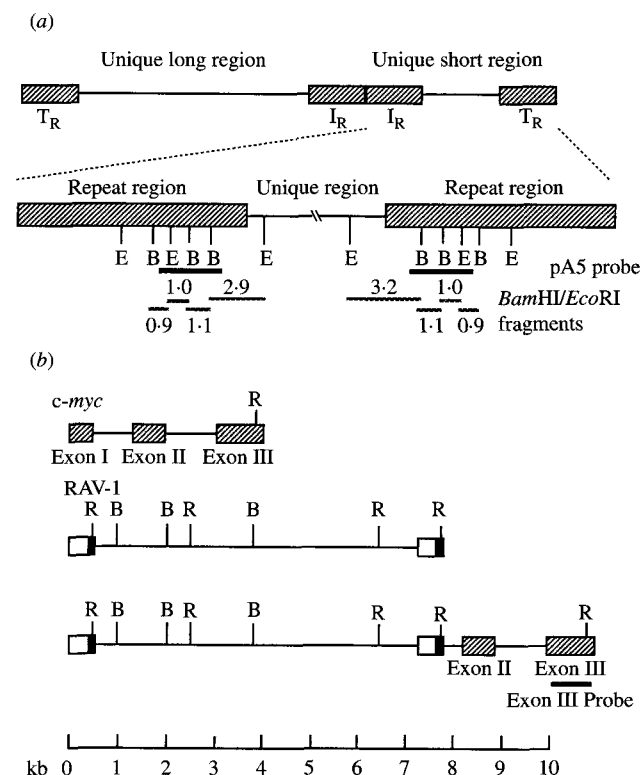 (a)
Unique long region Unique short region
T_R I_R I_R T_R
Repeat region Unique region Repeat region
E B E B B E E B B E B E
pA5 probe
1·0 2·9 3·2 1·0 BamHI/EcoRI
0·9 1·1 1·1 0·9 fragments
(b)
c-myc R
Exon I Exon II Exon III
RAV-1
R B B R B R R
R B B R B R R R
Exon II Exon III
Exon III Probe
kb 0 1 2 3 4 5 6 7 8 9 10